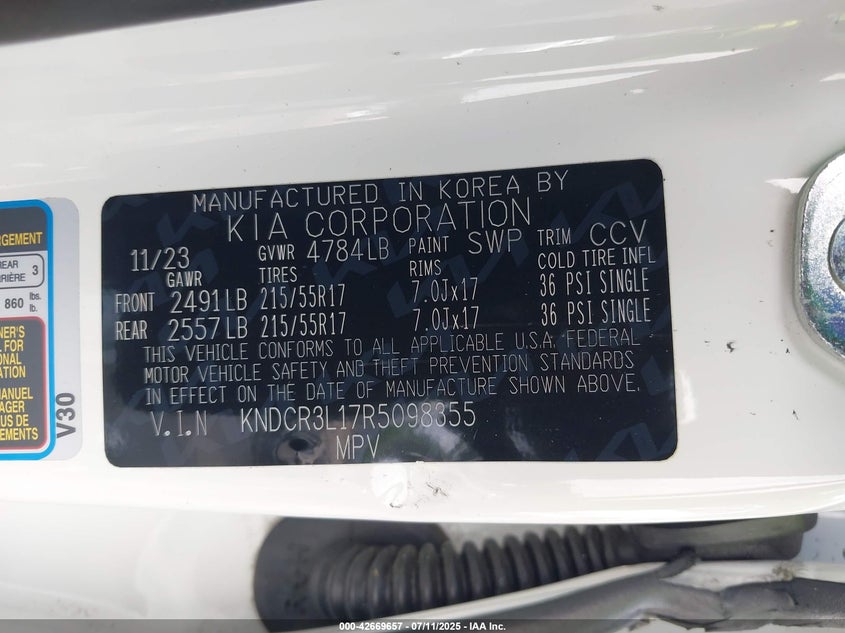 MANUFACTURED IN KOREA BY
KIA CORPORATION
11/23 GVWR 4784LB PAINT SWP TRIM CCV
GAWR TIRES RIMS COLD TIRE INFL
FRONT 2491LB 215/55R17 7.0Jx17 36 PSI SINGLE
REAR 2557LB 215/55R17 7.0Jx17 36 PSI SINGLE
THIS VEHICLE CONFORMS TO ALL APPLICABLE U.S.A. FEDERAL
MOTOR VEHICLE SAFETY AND THEFT PREVENTION STANDARDS
IN EFFECT ON THE DATE OF MANUFACTURE SHOWN ABOVE.
V.I.N KNDCR3L17R5098355
MPV
RGEMENT
REAR
RRIÈRE 3
860 lbs.
lb.
NER'S
L FOR
ONAL
ATION
MANUEL
AGER
US DE
EMENTS
V30
000-42669657 - 07/11/2025 - IAA Inc.